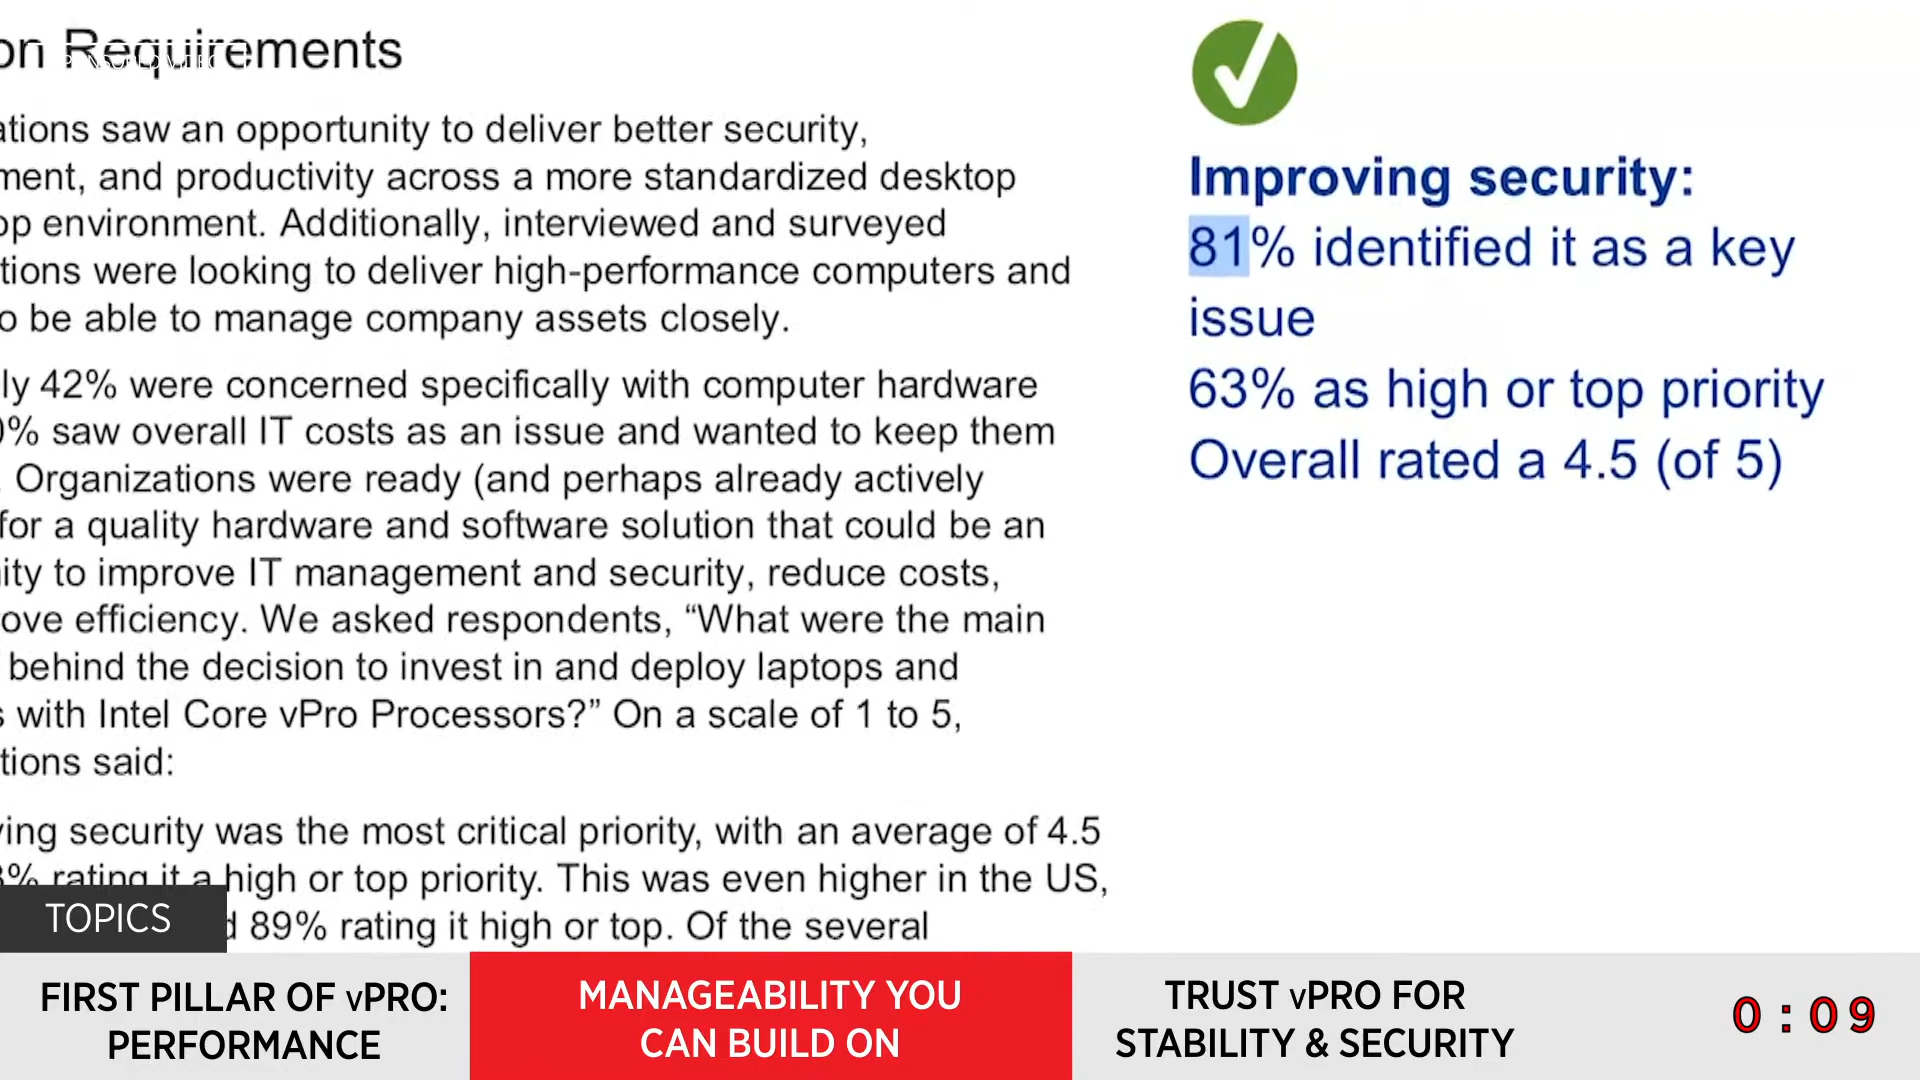 on Requirements
SPONSORED VIDEO
ations saw an opportunity to deliver better security,
ment, and productivity across a more standardized desktop
op environment. Additionally, interviewed and surveyed
tions were looking to deliver high-performance computers and
o be able to manage company assets closely.
ly 42% were concerned specifically with computer hardware
0% saw overall IT costs as an issue and wanted to keep them
. Organizations were ready (and perhaps already actively
for a quality hardware and software solution that could be an
ity to improve IT management and security, reduce costs,
ove efficiency. We asked respondents, “What were the main
behind the decision to invest in and deploy laptops and
s with Intel Core vPro Processors?” On a scale of 1 to 5,
tions said:
ving security was the most critical priority, with an average of 4.5
3% rating it a high or top priority. This was even higher in the US,
d 89% rating it high or top. Of the several
Improving security:
81% identified it as a key
issue
63% as high or top priority
Overall rated a 4.5 (of 5)
TOPICS
FIRST PILLAR OF vPRO:
PERFORMANCE
MANAGEABILITY YOU
CAN BUILD ON
TRUST vPRO FOR
STABILITY & SECURITY
0:09